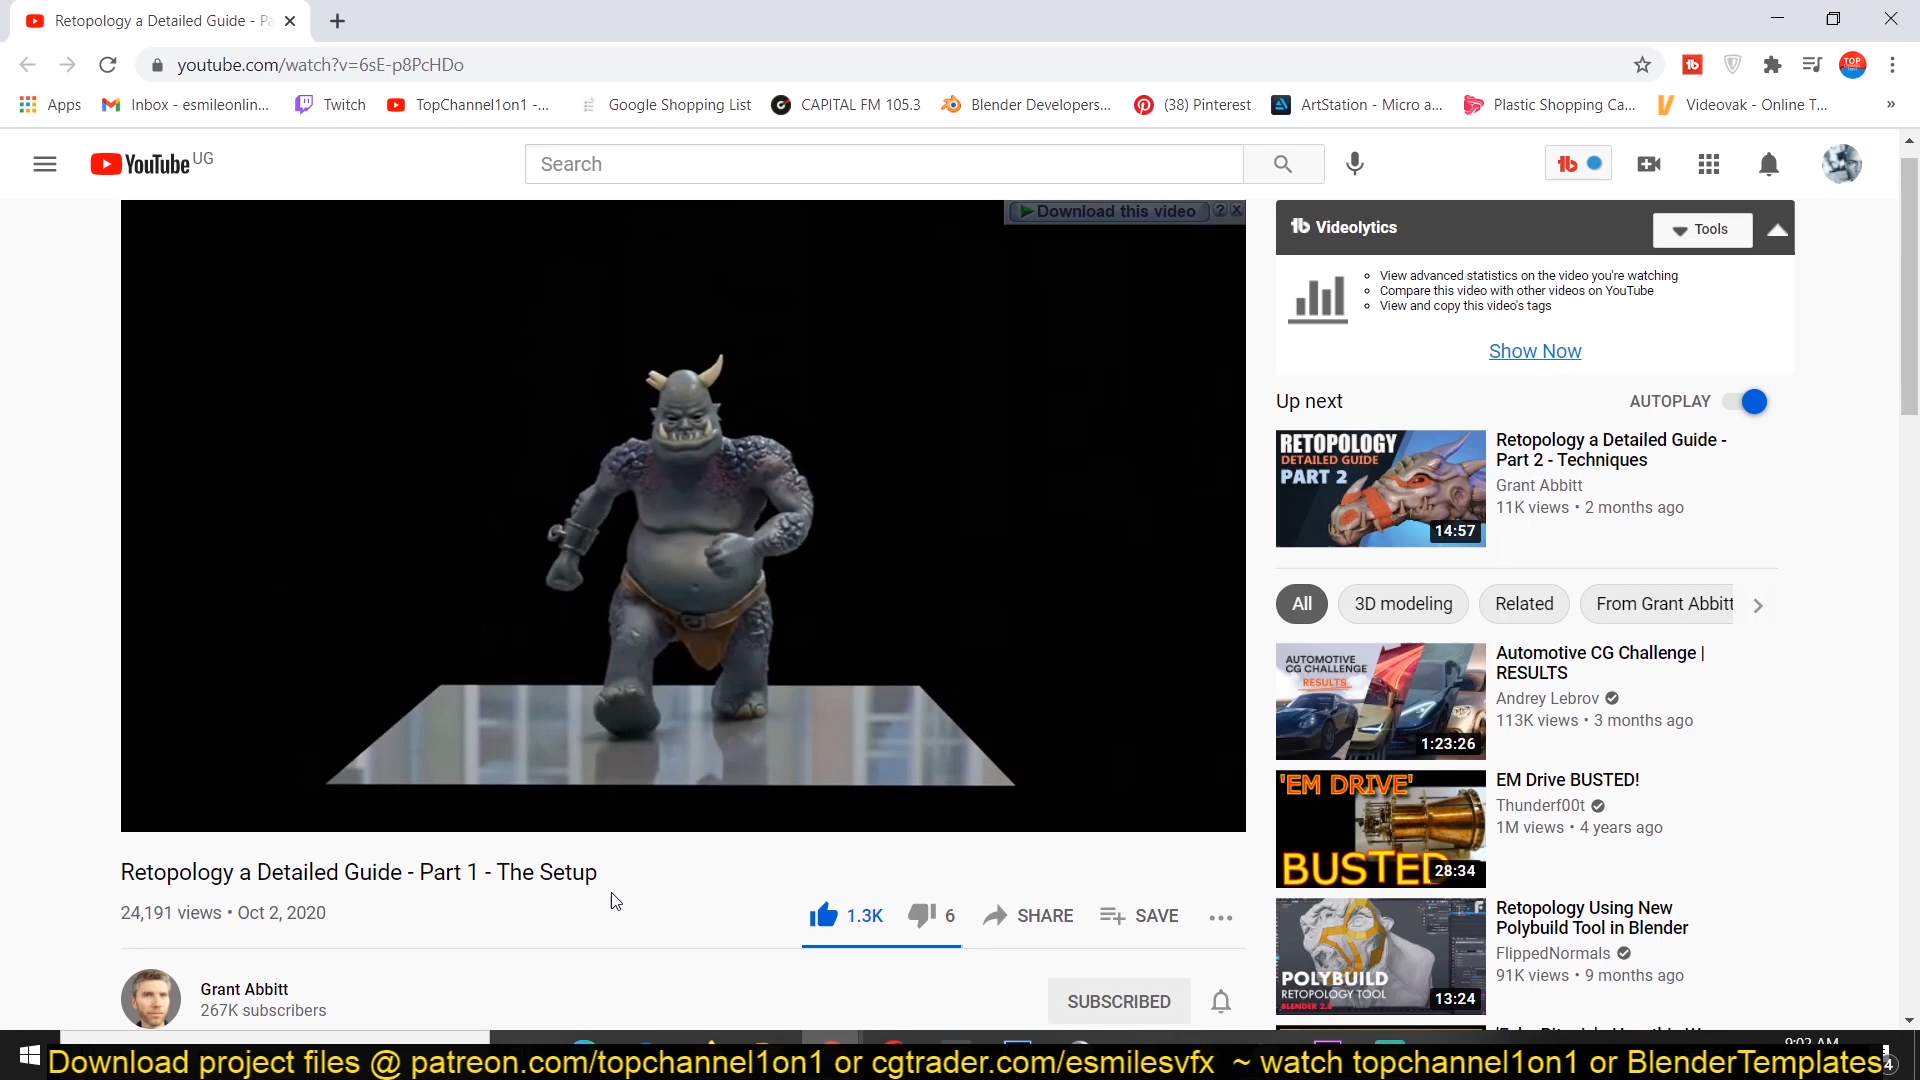 Retopology a Detailed Guide - Pa
youtube.com/watch?v=6sE-p8PcHDo
TOP
Apps
Inbox - esmileonlin...
Twitch
TopChannel1on1 -...
Google Shopping List
CAPITAL FM 105.3
Blender Developers...
(38) Pinterest
ArtStation - Micro a...
Plastic Shopping Ca...
Videovak - Online T...
»
YouTube UG
Search
Download this video ? X
Videolytics
Tools
View advanced statistics on the video you're watching
Compare this video with other videos on YouTube
View and copy this video's tags
Show Now
Up next
AUTOPLAY
RETOPOLOGY
DETAILED GUIDE
PART 2
14:57
Retopology a Detailed Guide -
Part 2 - Techniques
Grant Abbitt
11K views • 2 months ago
All
3D modeling
Related
From Grant Abbitt
AUTOMOTIVE
CG CHALLENGE
RESULTS
1:23:26
Automotive CG Challenge |
RESULTS
Andrey Lebrov
113K views • 3 months ago
'EM DRIVE'
BUSTED
28:34
EM Drive BUSTED!
Thunderf00t
1M views • 4 years ago
POLYBUILD
RETOPOLOGY TOOL
BLENDER 2.8
13:24
Retopology Using New
Polybuild Tool in Blender
FlippedNormals
91K views • 9 months ago
Retopology a Detailed Guide - Part 1 - The Setup
24,191 views • Oct 2, 2020
1.3K
6
SHARE
SAVE
Grant Abbitt
267K subscribers
SUBSCRIBED
9:02 AM
Download project files @ patreon.com/topchannel1on1 or cgtrader.com/esmilesvfx ~ watch topchannel1on1 or BlenderTemplates
4